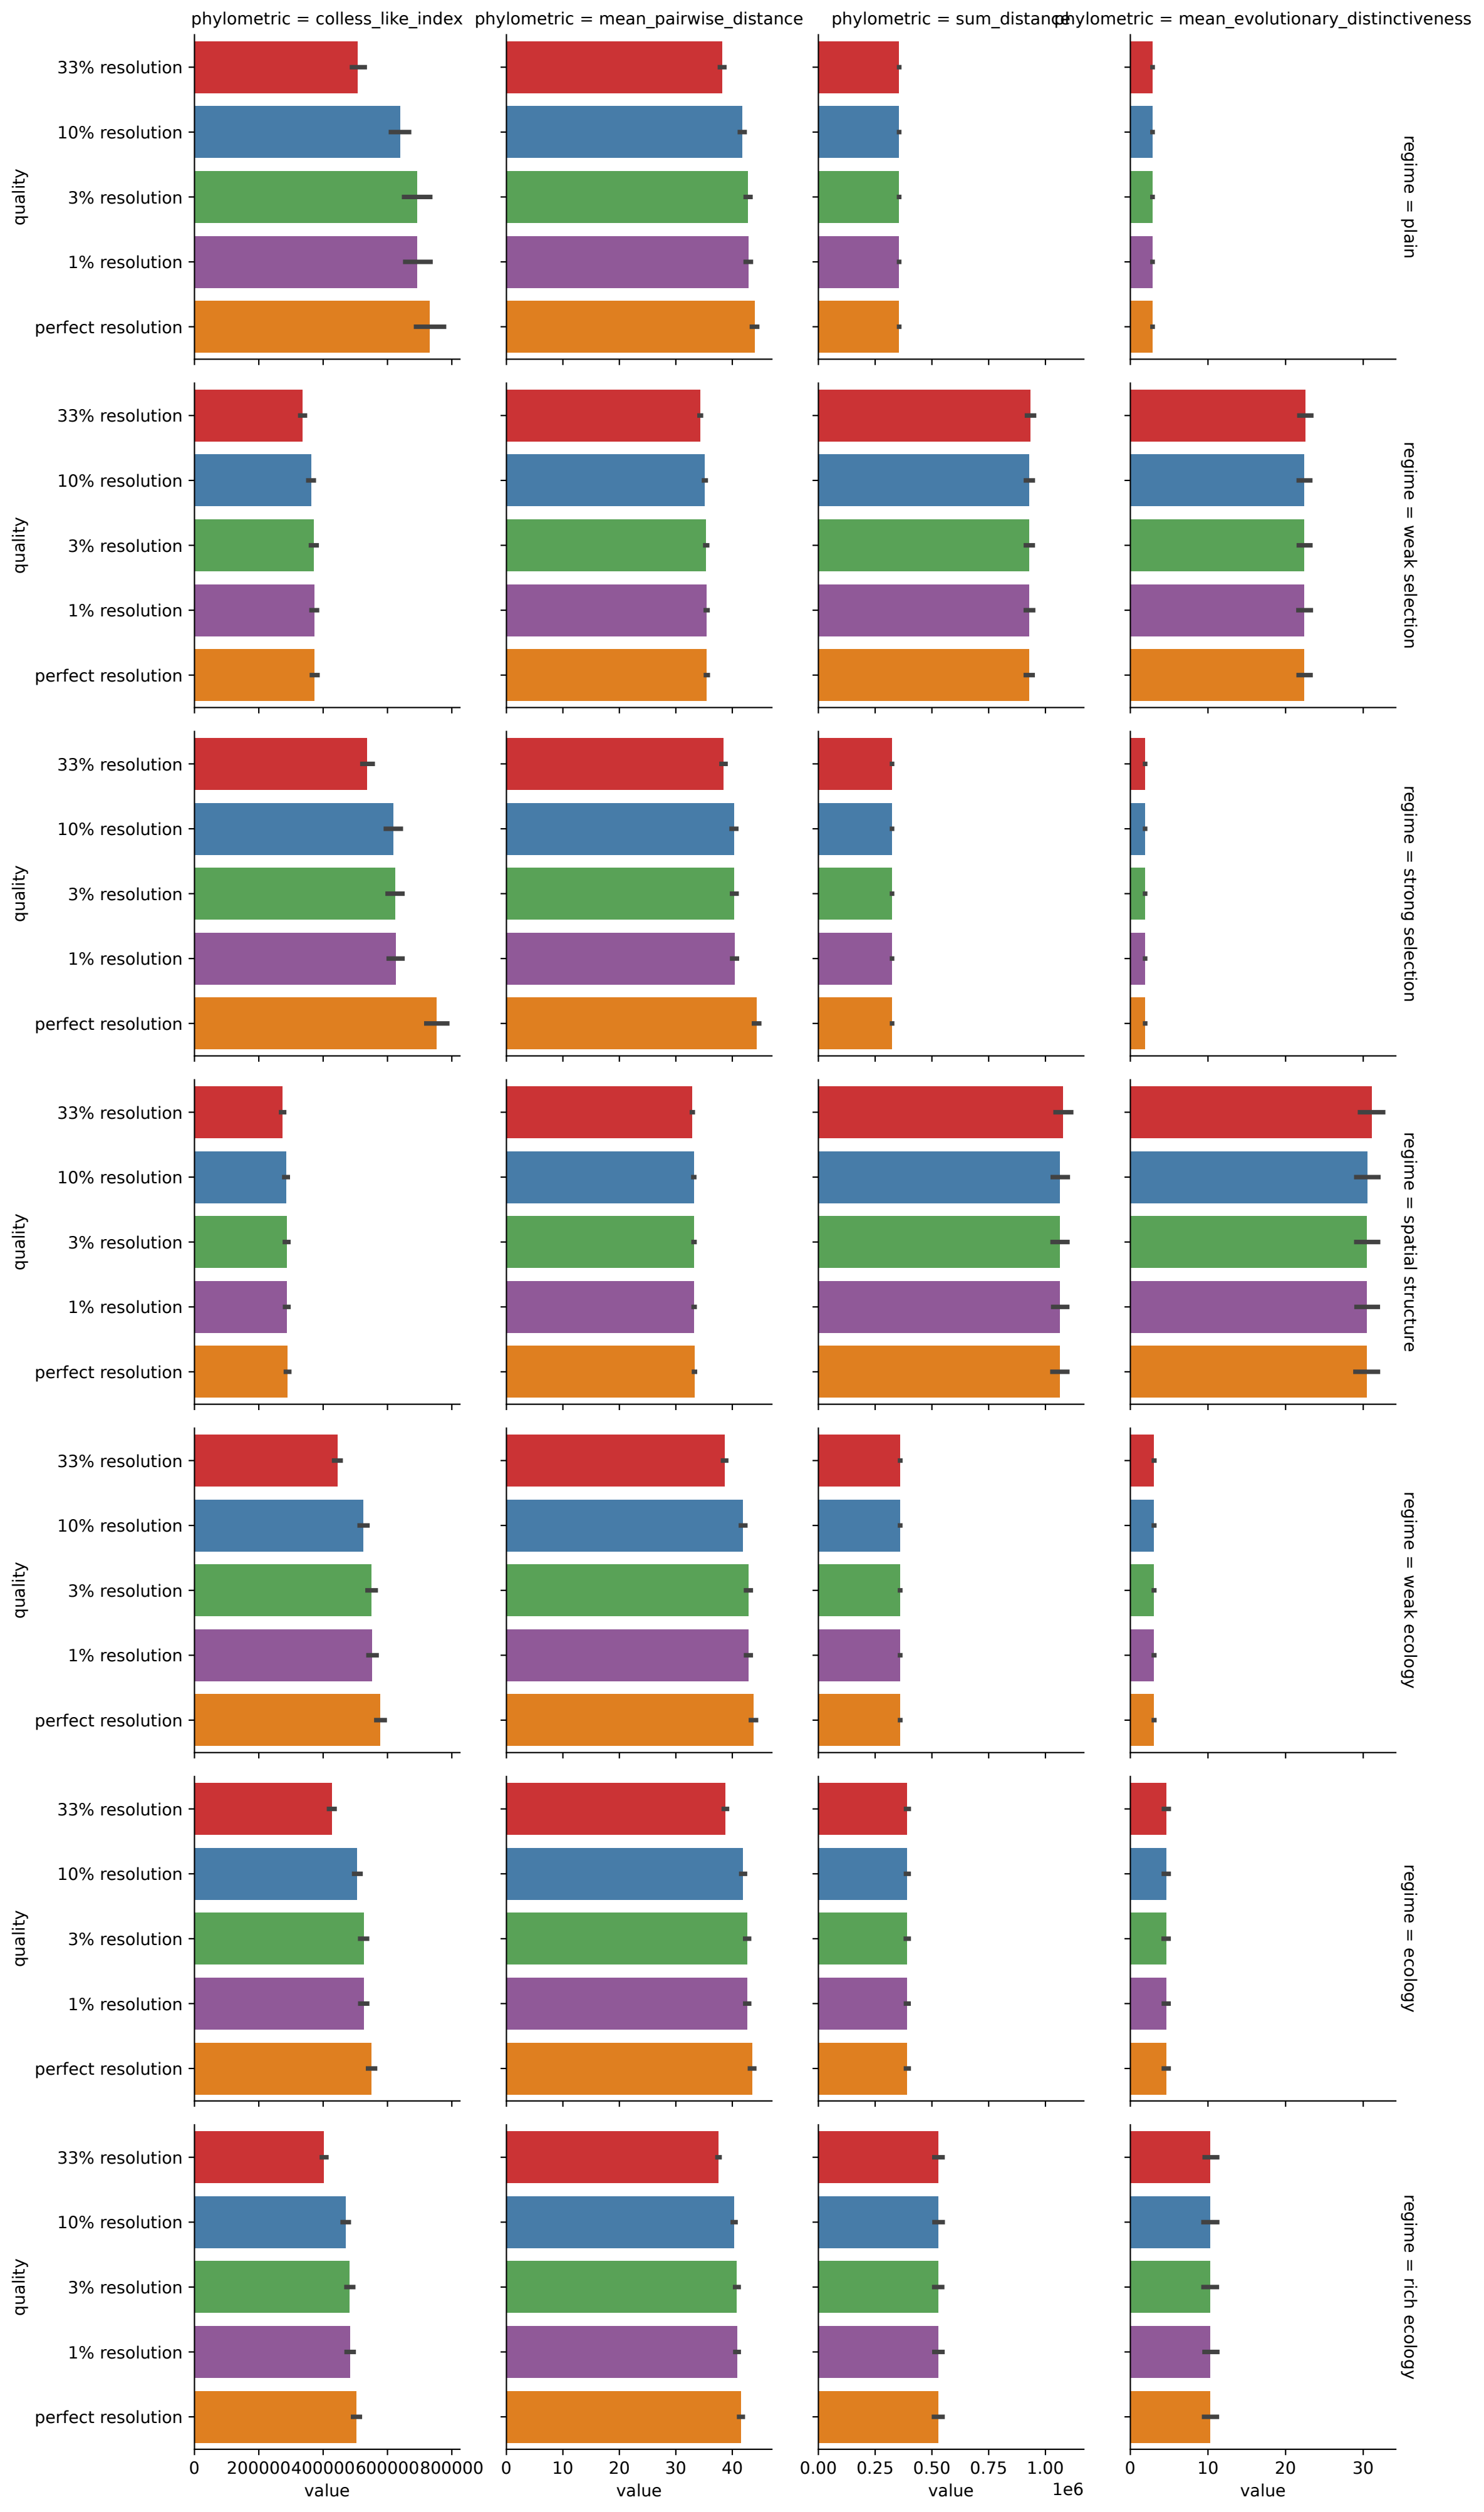 phylometric = colless_like_index
phylometric = mean_pairwise_distance
phylometric = sum_distance
phylometric = mean_evolutionary_distinctiveness
33% resolution
10% resolution
3% resolution
1% resolution
perfect resolution
quality
regime = plain
33% resolution
10% resolution
3% resolution
1% resolution
perfect resolution
quality
regime = weak selection
33% resolution
10% resolution
3% resolution
1% resolution
perfect resolution
quality
regime = strong selection
33% resolution
10% resolution
3% resolution
1% resolution
perfect resolution
quality
regime = spatial structure
33% resolution
10% resolution
3% resolution
1% resolution
perfect resolution
quality
regime = weak ecology
33% resolution
10% resolution
3% resolution
1% resolution
perfect resolution
quality
regime = ecology
33% resolution
10% resolution
3% resolution
1% resolution
perfect resolution
quality
regime = rich ecology
0 200000 400000 600000 800000
value
0 10 20 30 40
value
0.00 0.25 0.50 0.75 1.00
1e6
value
0 10 20 30
value